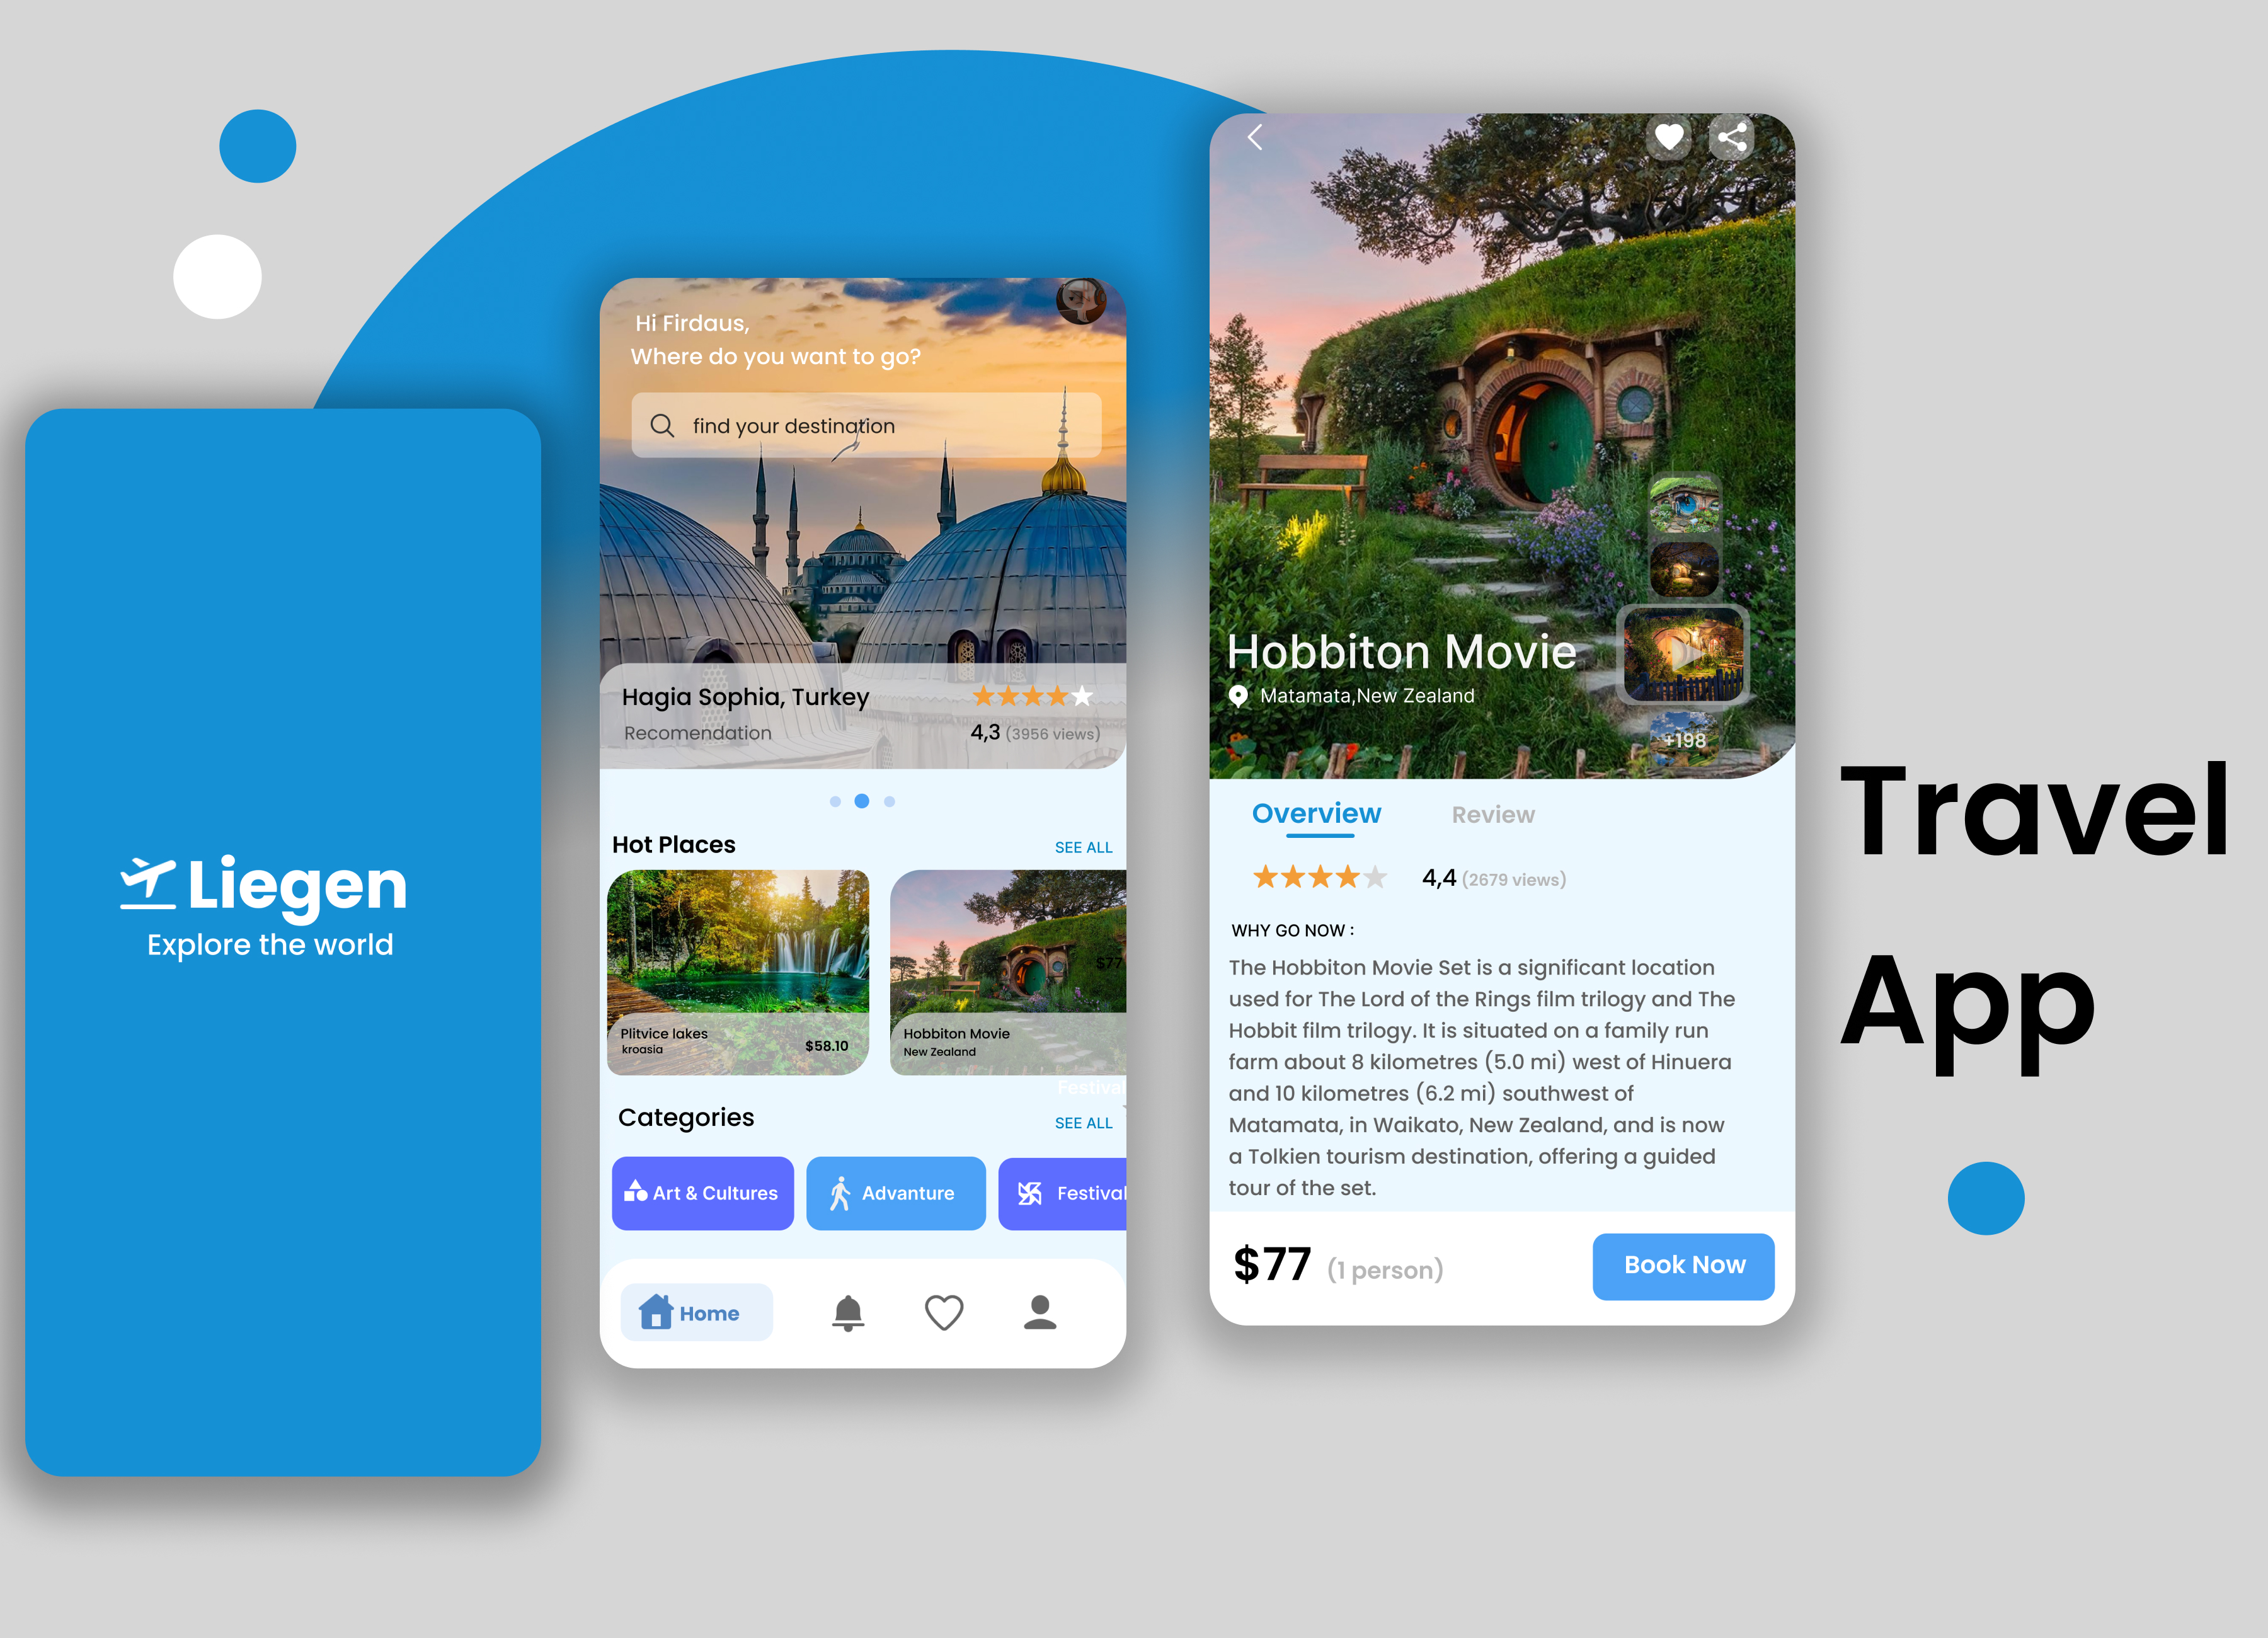 Liegen
Explore the world
Hi Firdaus,
Where do you want to go?
find your destination
Hagia Sophia, Turkey
Recomendation
4,3 (3956 views)
Hot Places
SEE ALL
Plitvice lakes
kroasia
$58.10
$77
Hobbiton Movie
New Zealand
Festival
Categories
SEE ALL
Art & Cultures
Advanture
Festival
Home
Hobbiton Movie
Matamata,New Zealand
+198
Overview
Review
4,4 (2679 views)
WHY GO NOW :
The Hobbiton Movie Set is a significant location
used for The Lord of the Rings film trilogy and The
Hobbit film trilogy. It is situated on a family run
farm about 8 kilometres (5.0 mi) west of Hinuera
and 10 kilometres (6.2 mi) southwest of
Matamata, in Waikato, New Zealand, and is now
a Tolkien tourism destination, offering a guided
tour of the set.
$77 (1 person)
Book Now
Travel
App